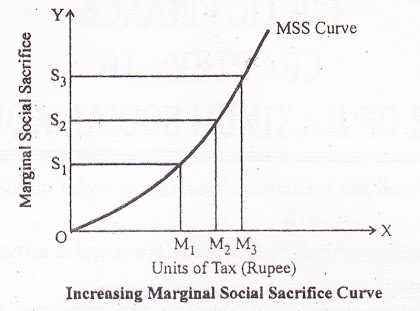 Y
MSS Curve
Marginal Social Sacrifice
S₃
S₂
S₁
O
M₁ M₂ M₃
X
Units of Tax (Rupee)
Increasing Marginal Social Sacrifice Curve